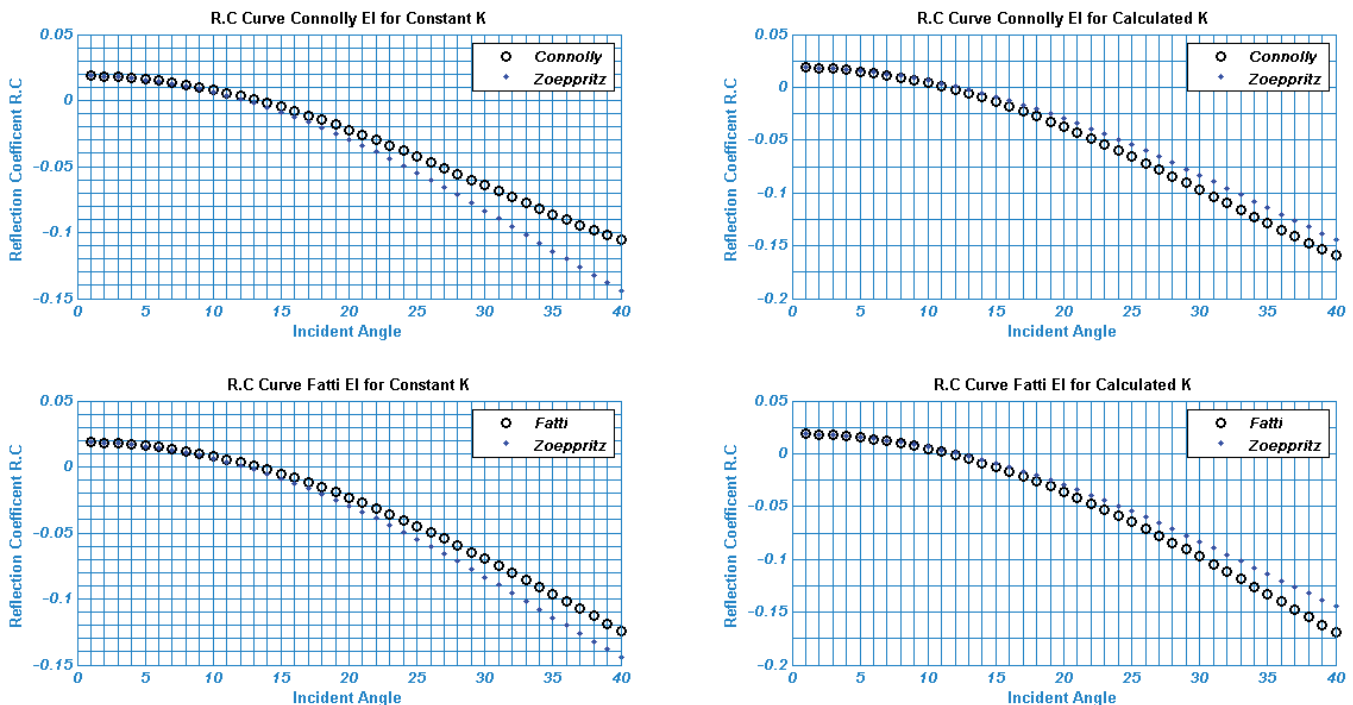 R.C Curve Connolly EI for Constant K
0.05
0
-0.05
-0.1
-0.15
Reflection Coefficent R.C
Connolly
Zoeppritz
0 5 10 15 20 25 30 35 40
Incident Angle
R.C Curve Connolly EI for Calculated K
0.05
0
-0.05
-0.1
-0.15
-0.2
Reflection Coefficent R.C
Connolly
Zoeppritz
0 5 10 15 20 25 30 35 40
Incident Angle
R.C Curve Fatti EI for Constant K
0.05
0
-0.05
-0.1
-0.15
Reflection Coefficent R.C
Fatti
Zoeppritz
0 5 10 15 20 25 30 35 40
Incident Angle
R.C Curve Fatti EI for Calculated K
0.05
0
-0.05
-0.1
-0.15
-0.2
Reflection Coefficent R.C
Fatti
Zoeppritz
0 5 10 15 20 25 30 35 40
Incident Angle